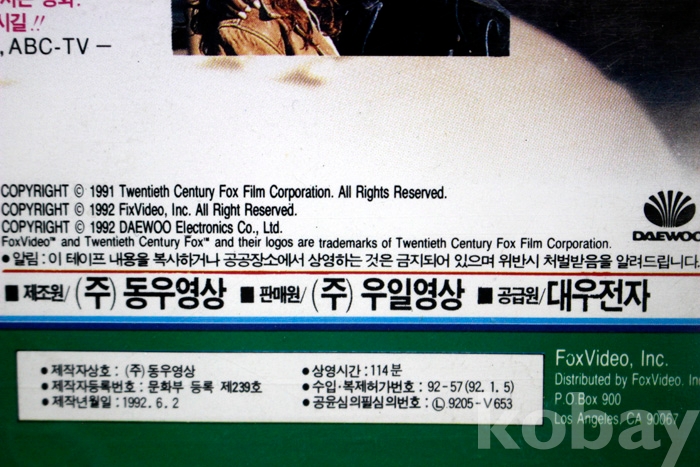 시길!!
, ABC-TV —
COPYRIGHT © 1991 Twentieth Century Fox Film Corporation. All Rights Reserved.
COPYRIGHT © 1992 FixVideo, Inc. All Right Reserved.
COPYRIGHT © 1992 DAEWOO Electronics Co., Ltd.
DAEWOO
FoxVideo™ and Twentieth Century Fox™ and their logos are trademarks of Twentieth Century Fox Film Corporation.
●알림:이 테이프 내용을 복사하거나 공공장소에서 상영하는 것은 금지되어 있으며 위반시 처벌받음을 알려드립니다.
■제조원/(주)동우영상 ■판매원/(주)우일영상 ■공급원/대우전자
●제작자상호 : (주)동우영상
●제작자등록번호 : 문화부 등록 제239호
●제작년월일 : 1992. 6. 2
●상영시간 : 114분
●수입·복제허가번호 : 92-57(92. 1. 5)
●공윤심의필심의번호 : Ⓛ 9205-V653
FoxVideo, Inc.
Distributed by FoxVideo. In
P.O.Box 900
Los Angeles, CA 90067
kobay